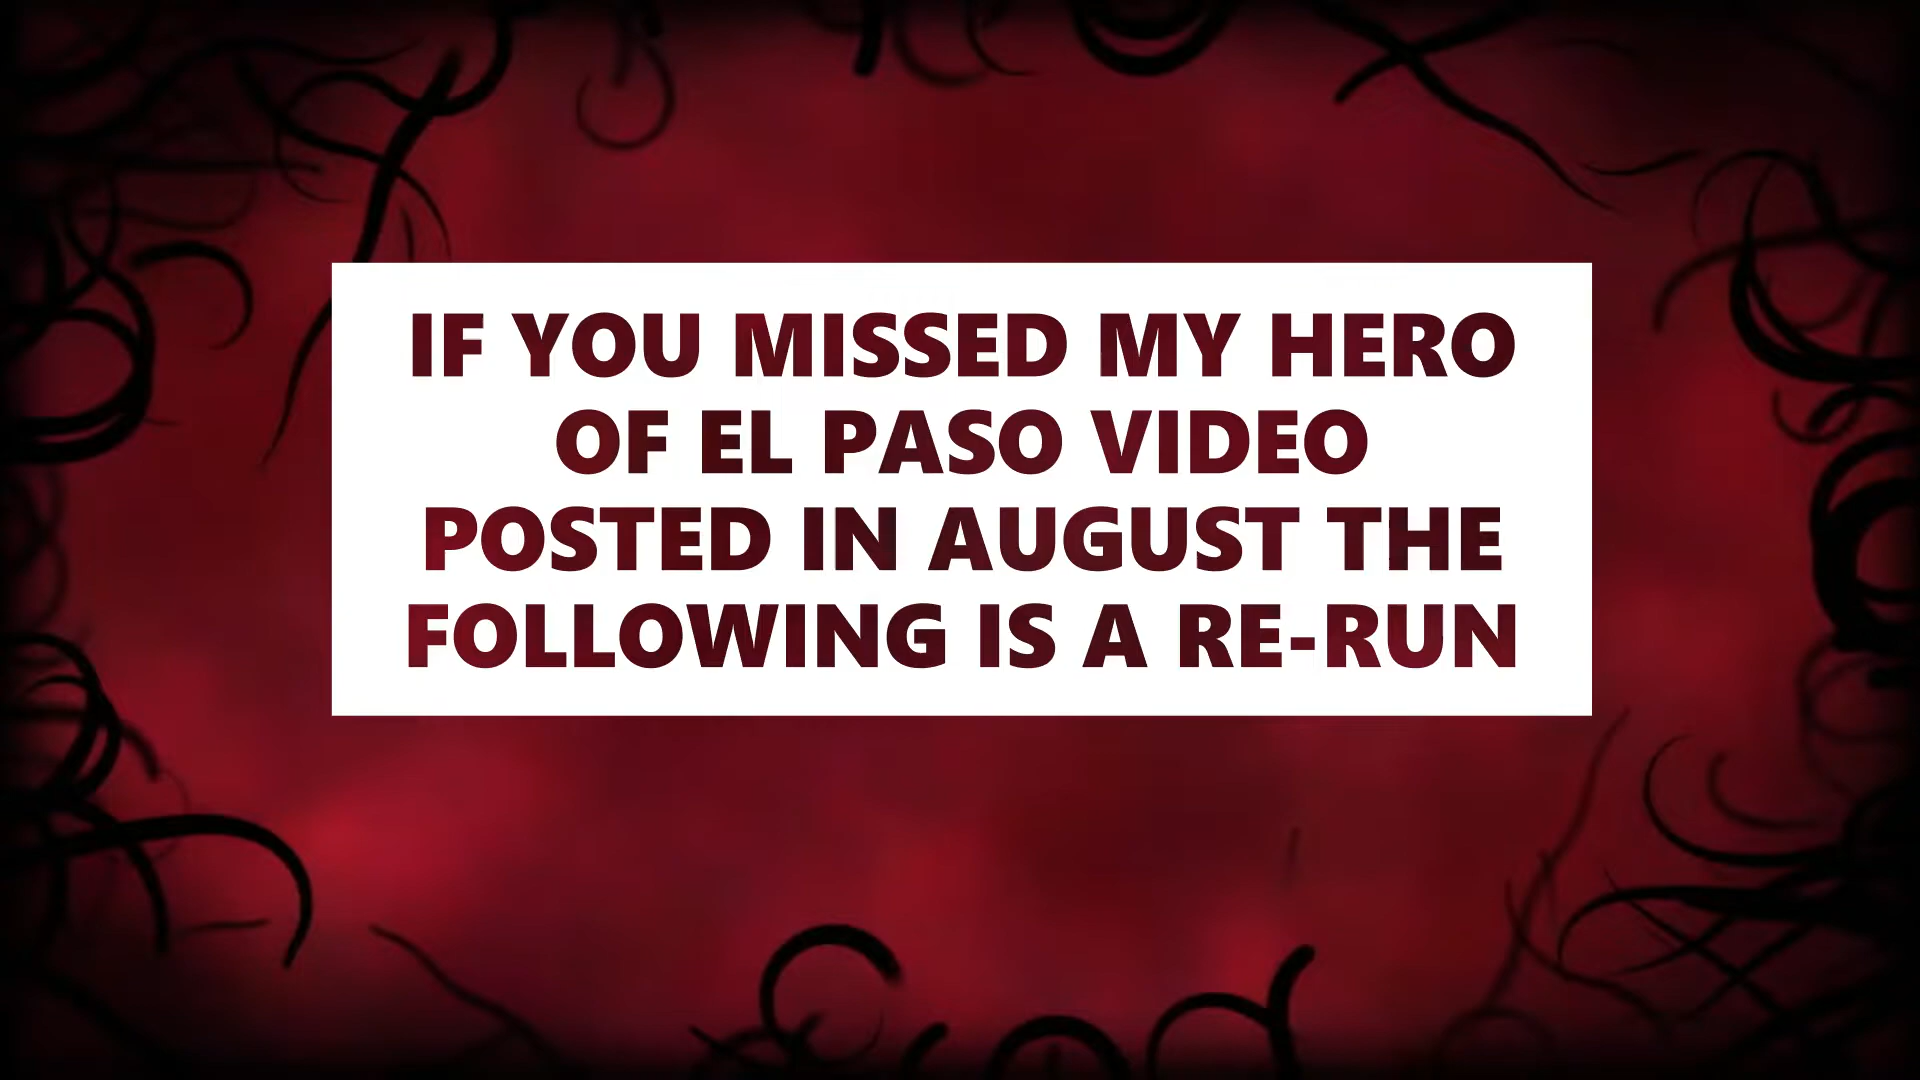 IF YOU MISSED MY HERO
OF EL PASO VIDEO
POSTED IN AUGUST THE
FOLLOWING IS A RE-RUN